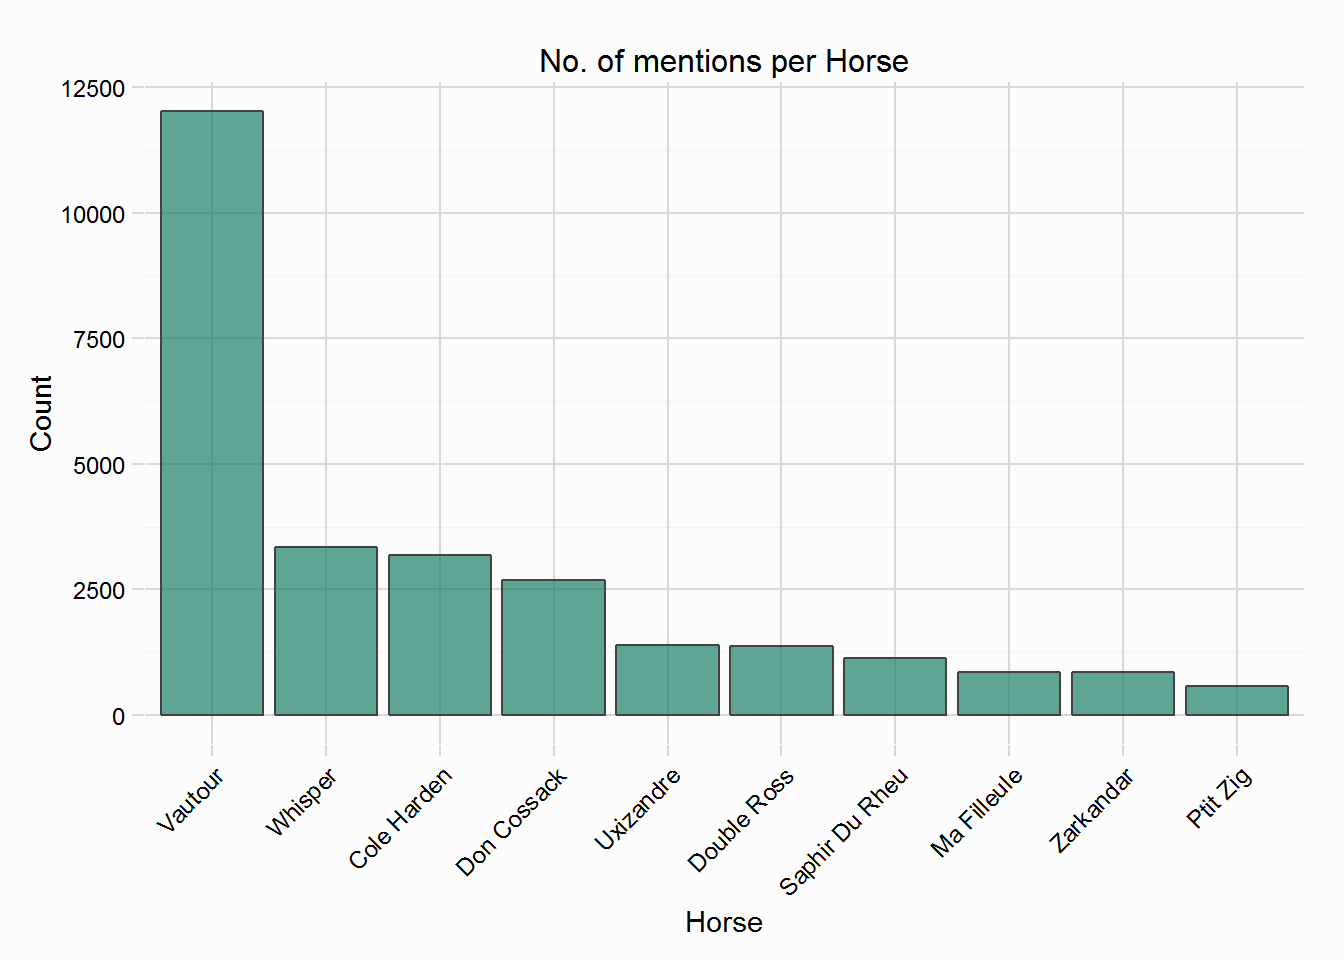 No. of mentions per Horse
12500
10000
7500
5000
2500
0
Count
Vautour
Whisper
Cole Harden
Don Cossack
Uxizandre
Double Ross
Saphir Du Rheu
Ma Filleule
Zarkandar
Ptit Zig
Horse